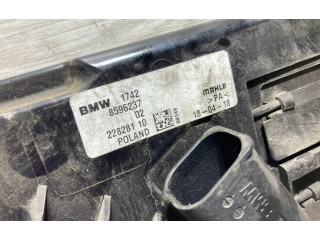 BMW 1742
8596237
02
228281 10
POLAND
MAHLE
>PA<
18-04-18